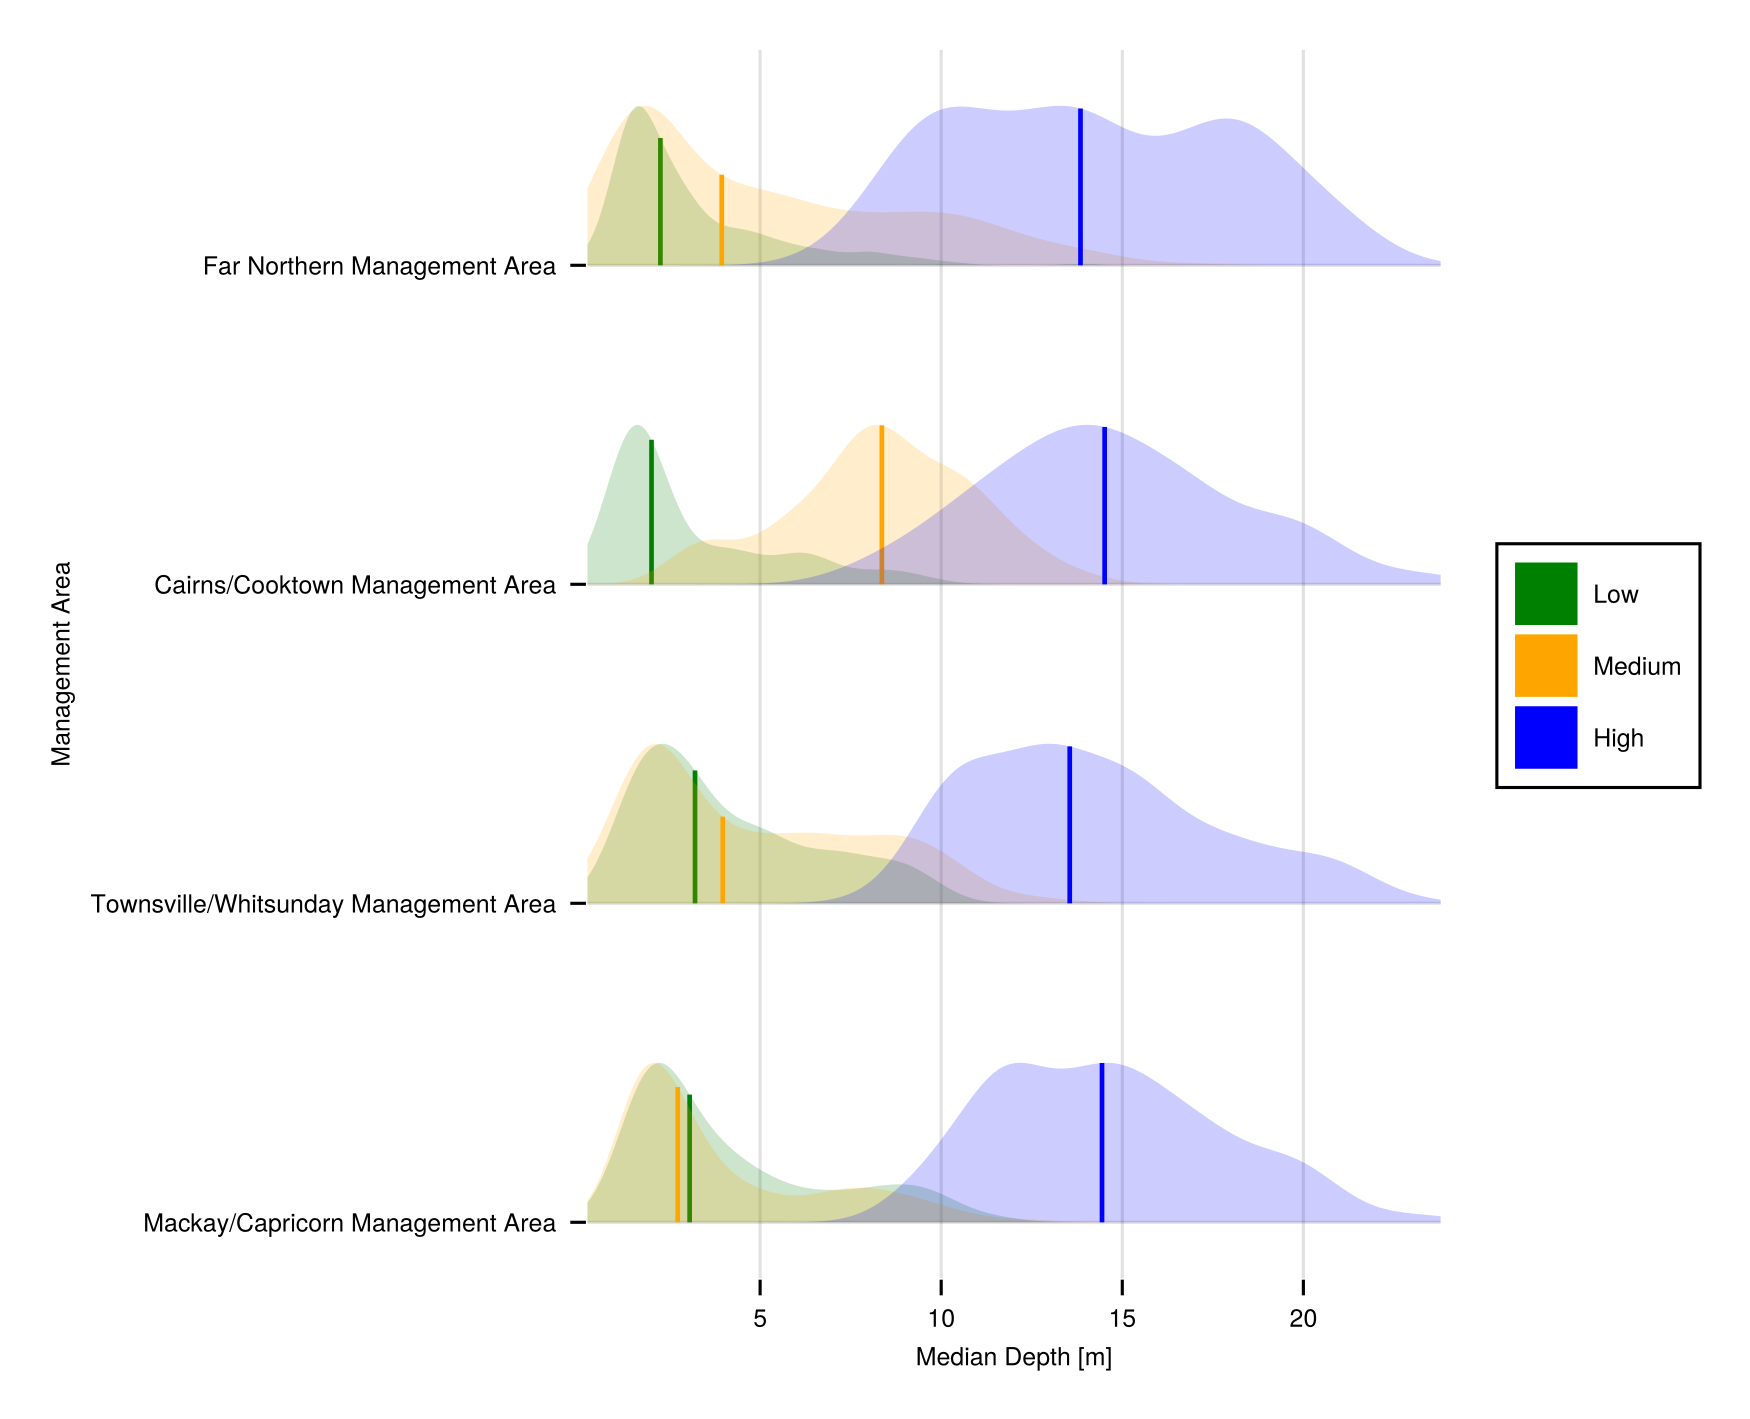 Far Northern Management Area
Cairns/Cooktown Management Area
Management Area
Low
Medium
High
Townsville/Whitsunday Management Area
Mackay/Capricorn Management Area
5 10 15 20
Median Depth [m]